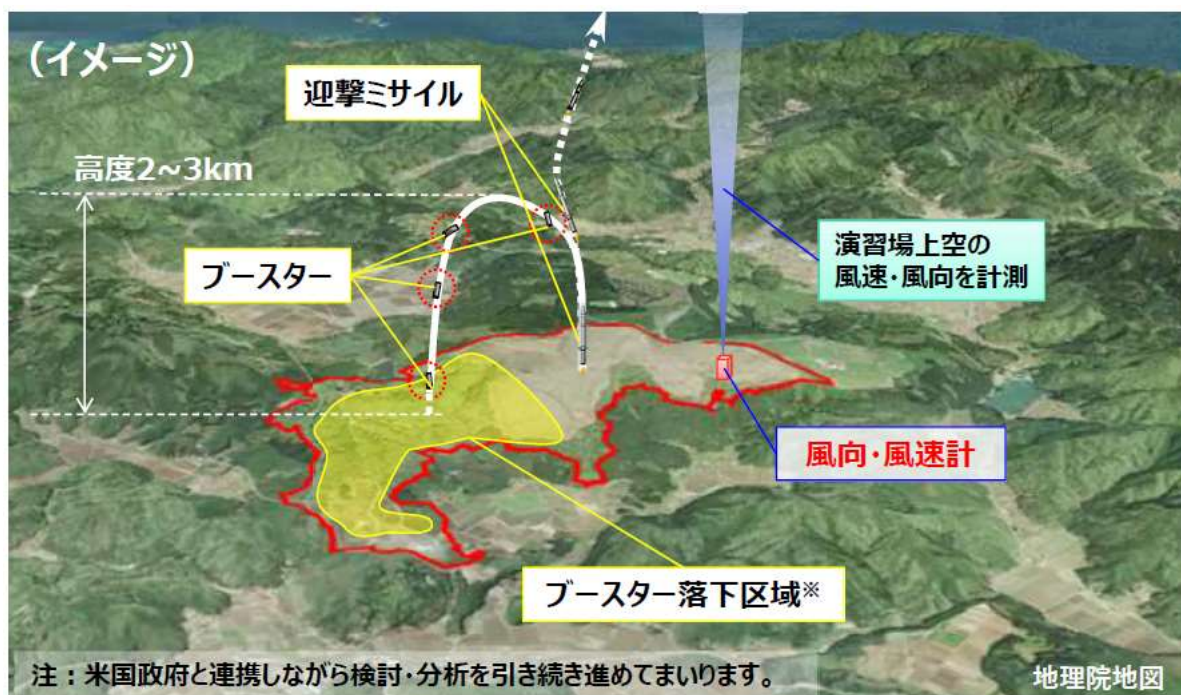 （イメージ）
迎撃ミサイル
高度2~3km
ブースター
演習場上空の
風速・風向を計測
風向・風速計
ブースター落下区域※
注：米国政府と連携しながら検討・分析を引き続き進めてまいります。
地理院地図